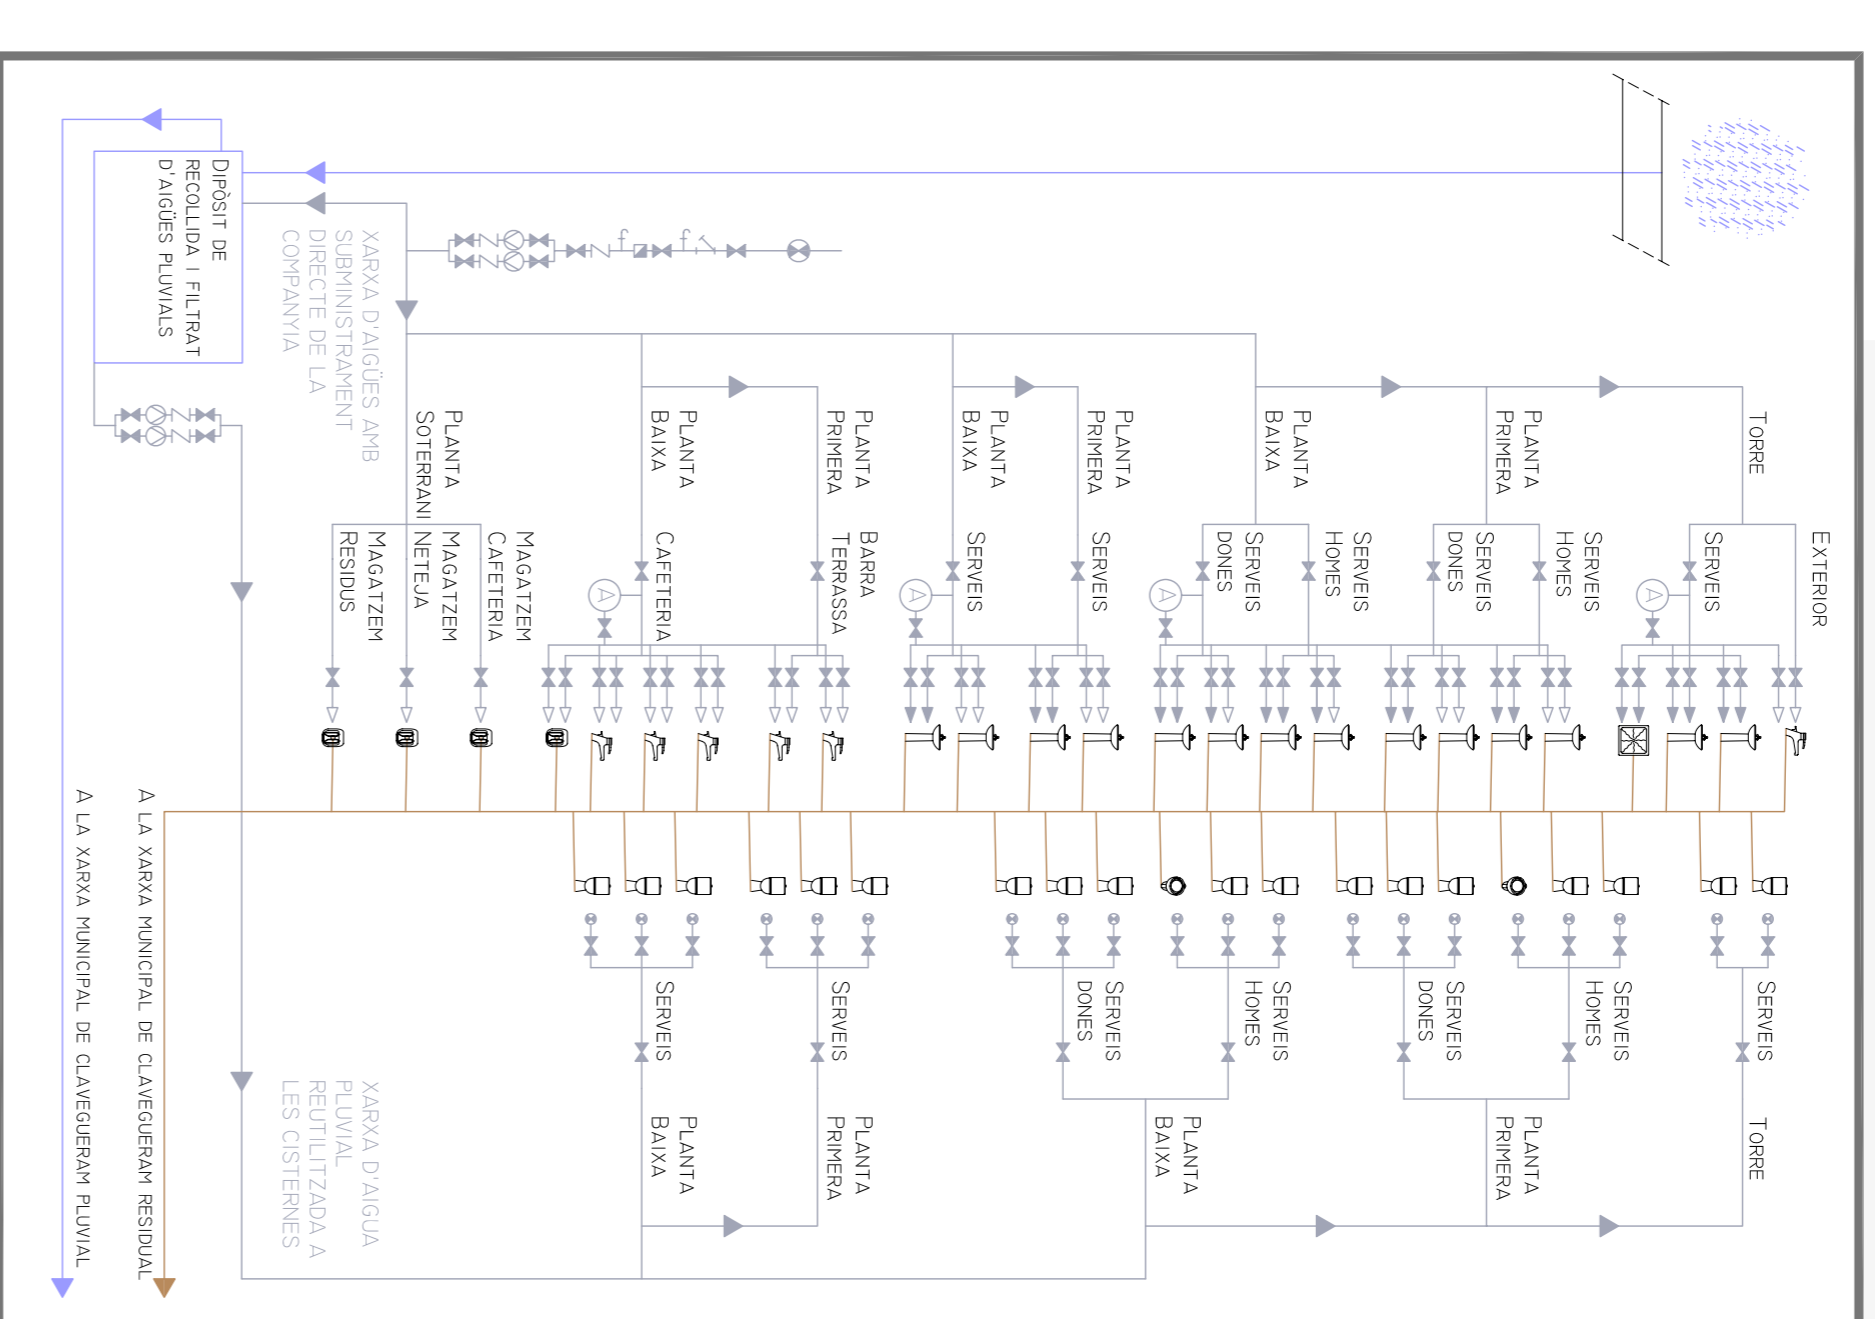 DIPÒSIT DE
RECOLLIDA I FILTRAT
D'AIGÜES PLUVIALS
XARXA D'AIGÜES AMB
SUBMINISTRAMENT
DIRECTE DE LA
COMPANYIA
TORRE
PLANTA
PRIMERA
PLANTA
BAIXA
PLANTA
PRIMERA
PLANTA
BAIXA
PLANTA
PRIMERA
PLANTA
BAIXA
PLANTA
SOTERRANI
EXTERIOR
SERVEIS
SERVEIS
HOMES
SERVEIS
DONES
SERVEIS
HOMES
SERVEIS
DONES
SERVEIS
SERVEIS
BARRA
TERRASSA
CAFETERIA
MAGATZEM
CAFETERIA
MAGATZEM
NETEJA
MAGATZEM
RESIDUS
A
A
A
A
SERVEIS
SERVEIS
HOMES
SERVEIS
DONES
SERVEIS
HOMES
SERVEIS
DONES
SERVEIS
SERVEIS
TORRE
PLANTA
PRIMERA
PLANTA
BAIXA
PLANTA
PRIMERA
PLANTA
BAIXA
XARXA D'AIGUA
PLUVIAL
REUTILITZADA A
LES CISTERNES
A LA XARXA MUNICIPAL DE CLAVEGUERAM RESIDUAL
A LA XARXA MUNICIPAL DE CLAVEGUERAM PLUVIAL